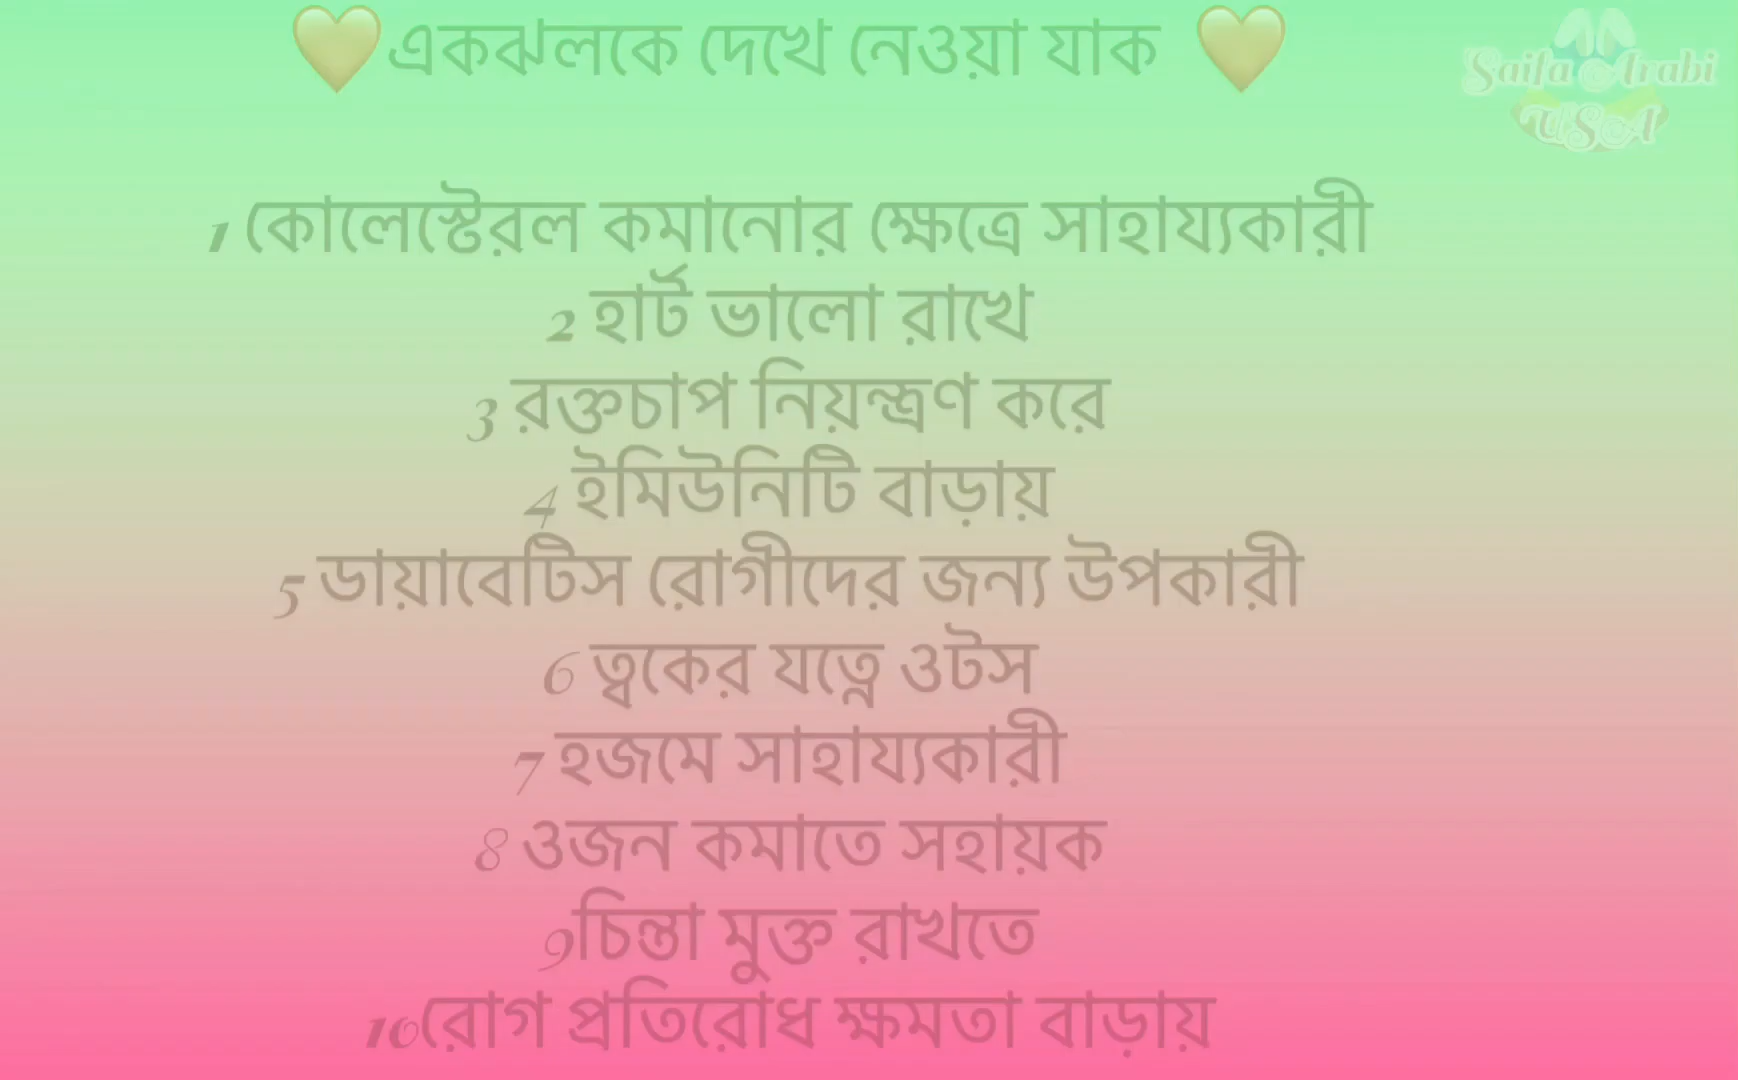 💛একঝলকে দেখে নেওয়া যাক 💛
Saifa Arabi
USA
1 কোলেস্টেরল কমানোর ক্ষেত্রে সাহায্যকারী
2 হার্ট ভালো রাখে
3 রক্তচাপ নিয়ন্ত্রণ করে
4 ইমিউনিটি বাড়ায়
5 ডায়াবেটিস রোগীদের জন্য উপকারী
6 ত্বকের যত্নে ওটস
7 হজমে সাহায্যকারী
8 ওজন কমাতে সহায়ক
9চিন্তা মুক্ত রাখতে
10রোগ প্রতিরোধ ক্ষমতা বাড়ায়